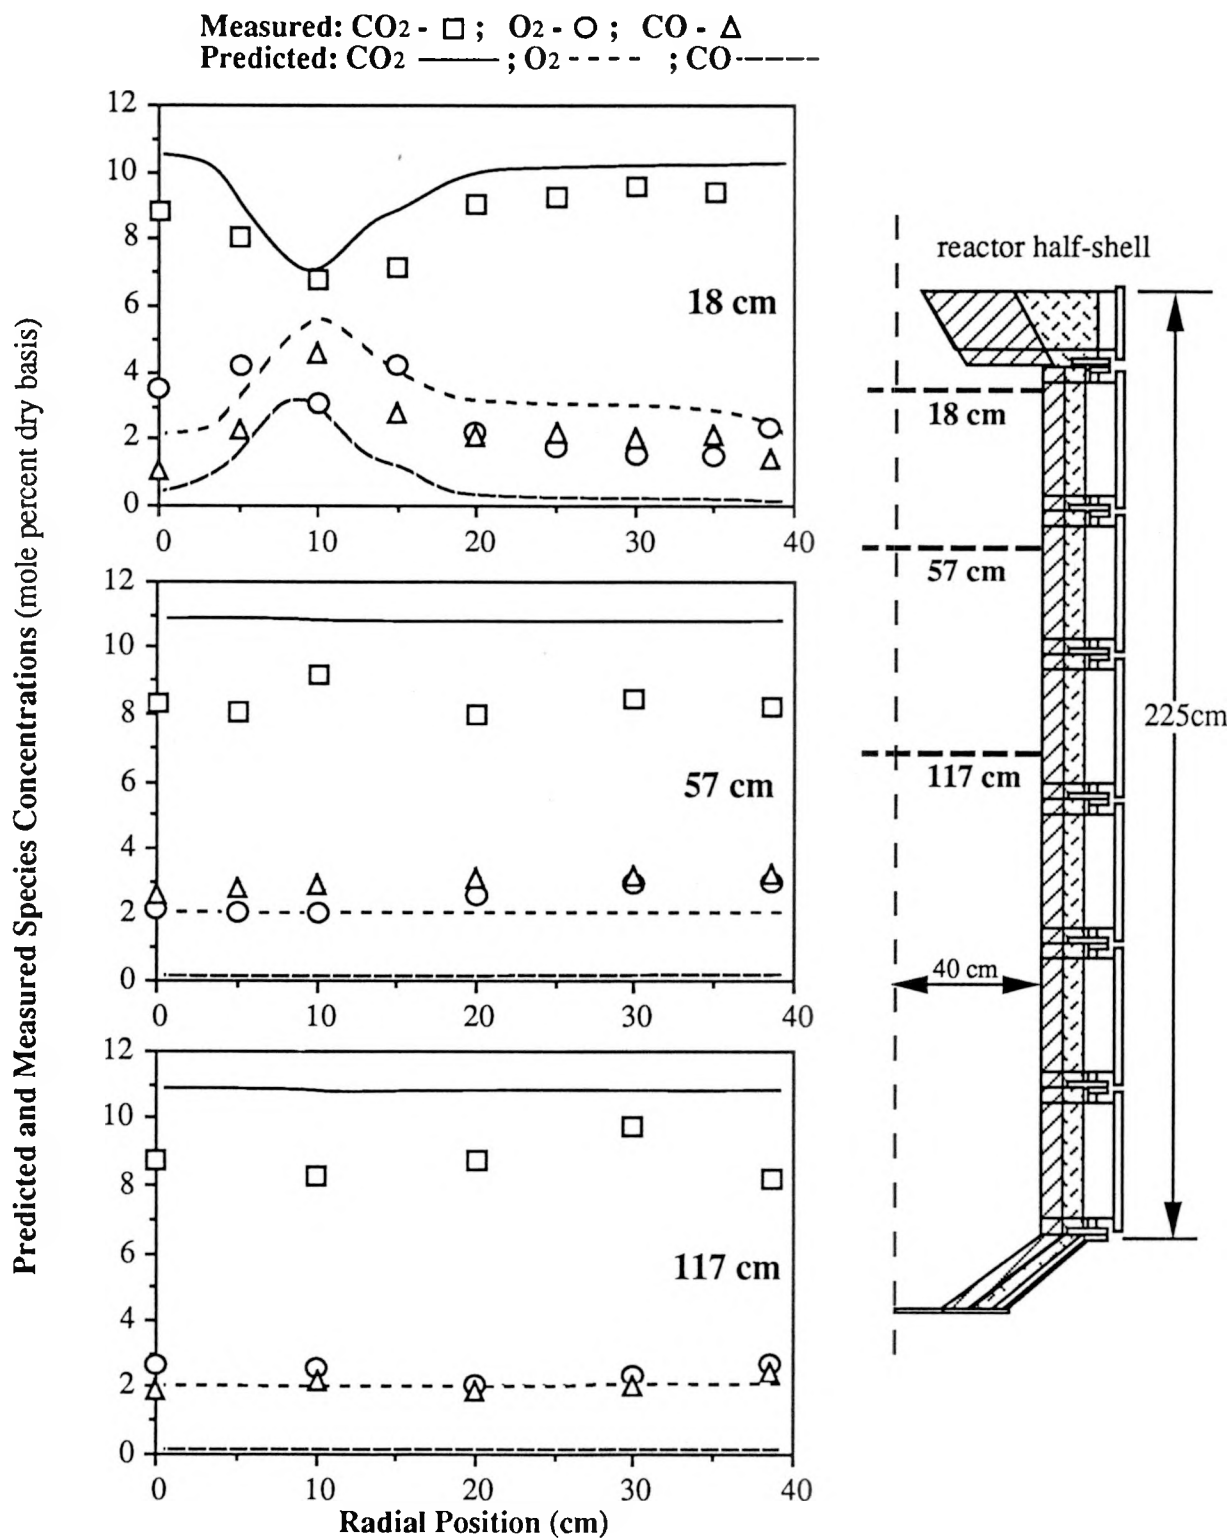 Measured: CO2 - □ ; O2 - O ; CO - Δ
Predicted: CO2 ——— ; O2 - - - - ; CO -———
Predicted and Measured Species Concentrations (mole percent dry basis)
12
10
8
6
4
2
0
18 cm
0
10
20
30
40
12
10
8
6
4
2
0
57 cm
0
10
20
30
40
12
10
8
6
4
2
0
117 cm
0
10
20
30
40
Radial Position (cm)
reactor half-shell
18 cm
57 cm
117 cm
225cm
40 cm